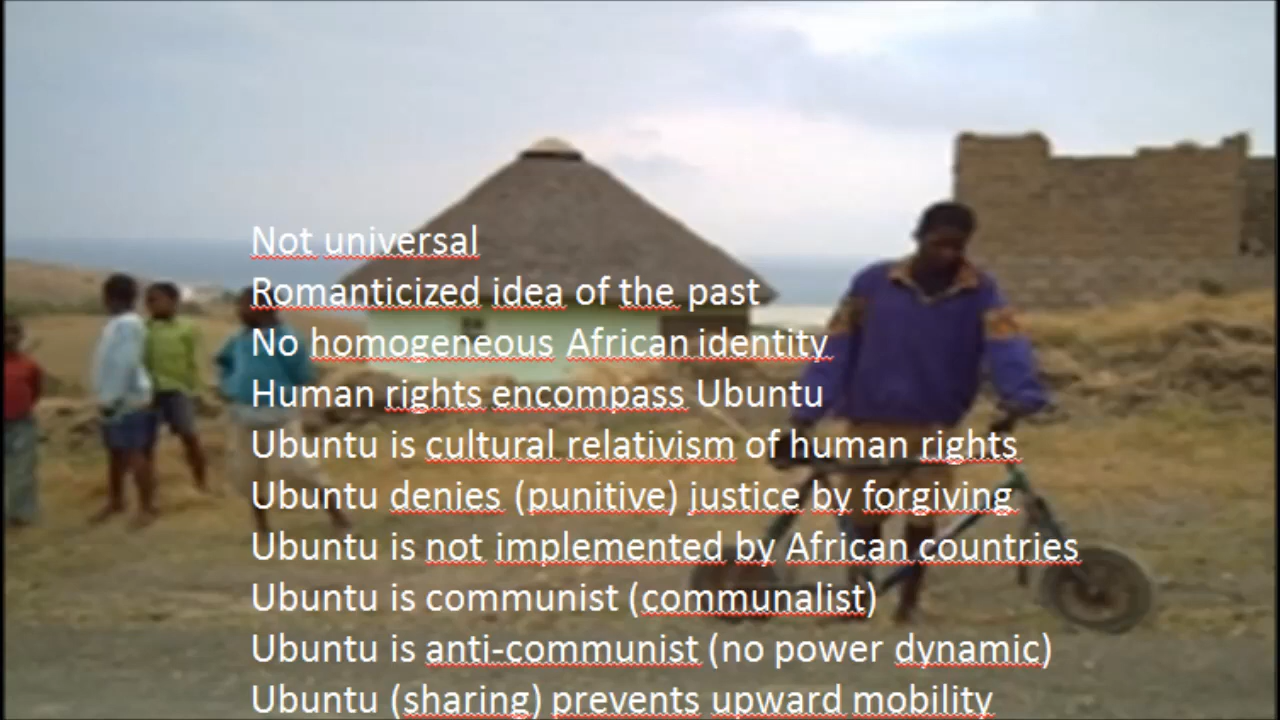 Not universal
Romanticized idea of the past
No homogeneous African identity
Human rights encompass Ubuntu
Ubuntu is cultural relativism of human rights
Ubuntu denies (punitive) justice by forgiving
Ubuntu is not implemented by African countries
Ubuntu is communist (communalist)
Ubuntu is anti-communist (no power dynamic)
Ubuntu (sharing) prevents upward mobility